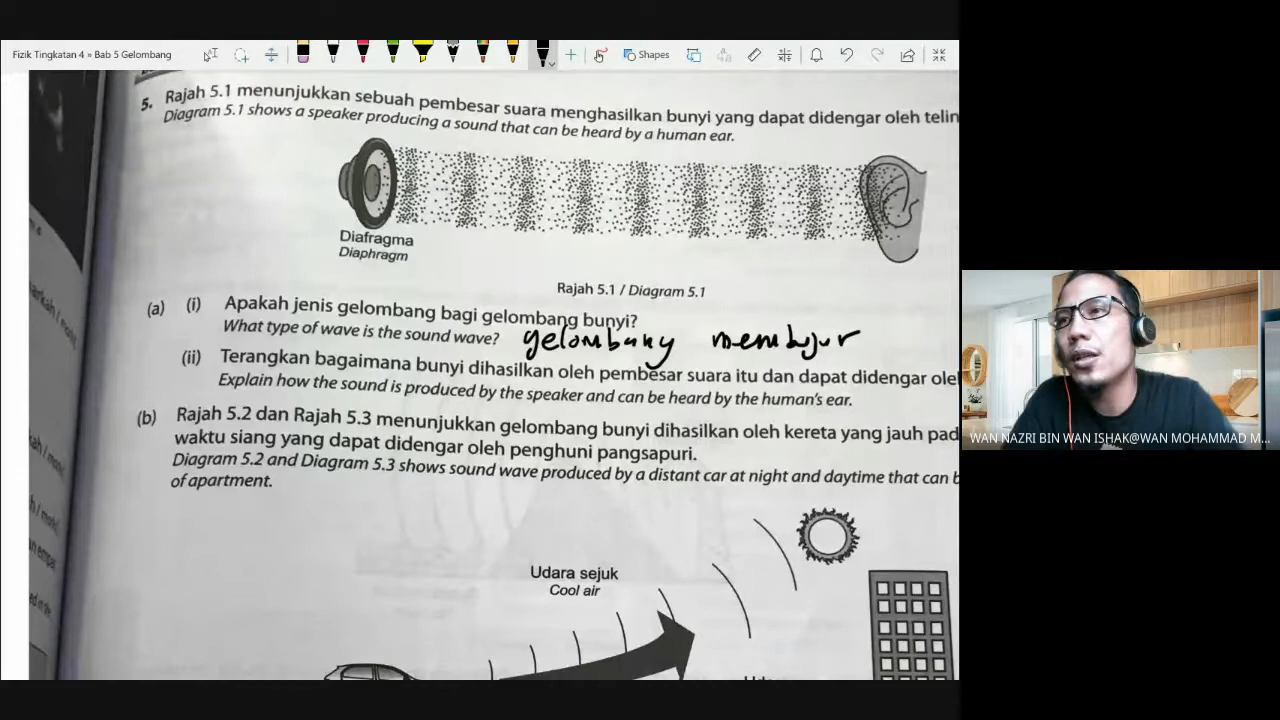 Fizik Tingkatan 4 » Bab 5 Gelombang
Shapes
5. Rajah 5.1 menunjukkan sebuah pembesar suara menghasilkan bunyi yang dapat didengar oleh telin
Diagram 5.1 shows a speaker producing a sound that can be heard by a human ear.
Diafragma
Diaphragm
Rajah 5.1 / Diagram 5.1
(a) (i) Apakah jenis gelombang bagi gelombang bunyi?
What type of wave is the sound wave? gelombang membujur
(ii) Terangkan bagaimana bunyi dihasilkan oleh pembesar suara itu dan dapat didengar ole
Explain how the sound is produced by the speaker and can be heard by the human's ear.
(b) Rajah 5.2 dan Rajah 5.3 menunjukkan gelombang bunyi dihasilkan oleh kereta yang jauh pad
waktu siang yang dapat didengar oleh penghuni pangsapuri.
Diagram 5.2 and Diagram 5.3 shows sound wave produced by a distant car at night and daytime that can b
of apartment.
Udara sejuk
Cool air
WAN NAZRI BIN WAN ISHAK@WAN MOHAMMAD M...